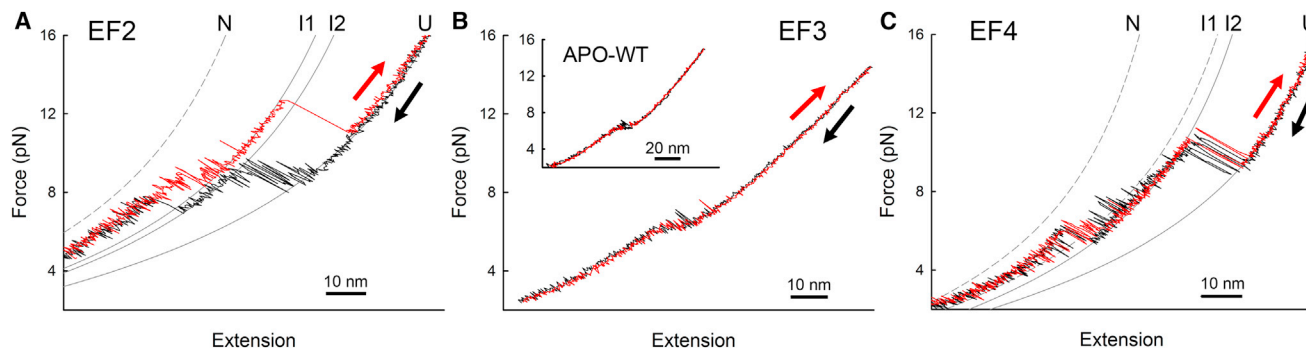 A
EF2
N
I1
I2
U
16
12
8
4
Force (pN)
10 nm
Extension
B
EF3
APO-WT
16
12
8
4
20 nm
16
12
8
4
Force (pN)
10 nm
Extension
C
EF4
N
I1
I2
U
16
12
8
4
Force (pN)
10 nm
Extension